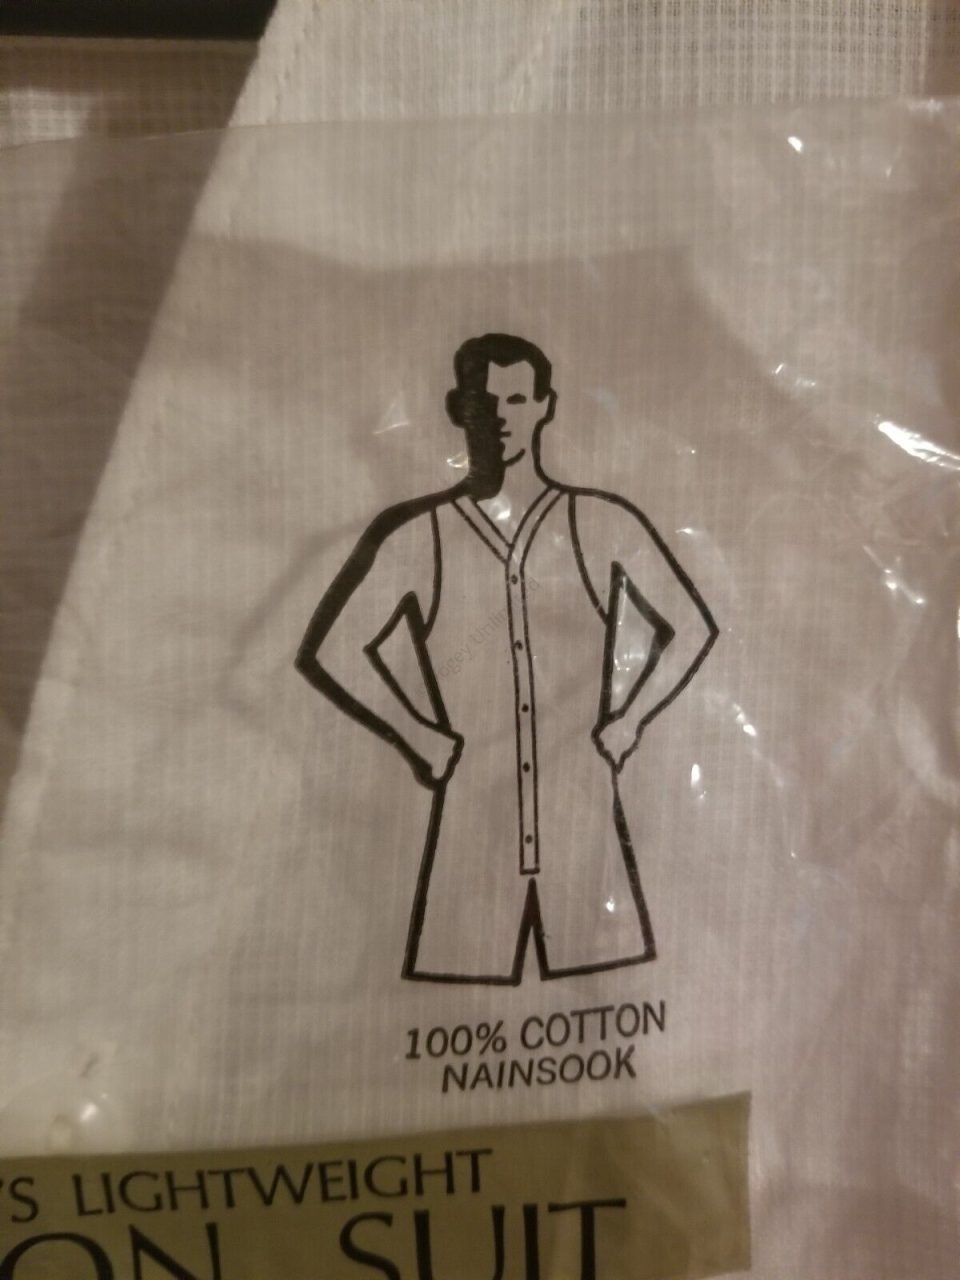 100% COTTON
NAINSOOK
'S LIGHTWEIGHT
ON SUIT